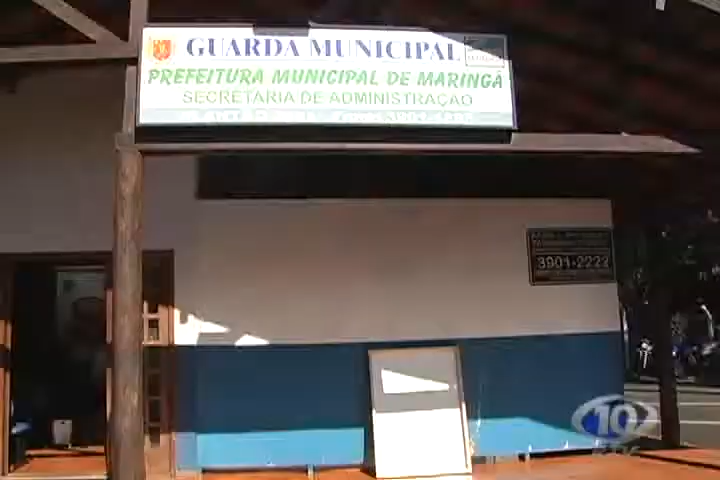 GUARDA MUNICIPAL
PREFEITURA MUNICIPAL DE MARINGÁ
SECRETARIA DE ADMINISTRAÇÃO
3901-2222
10